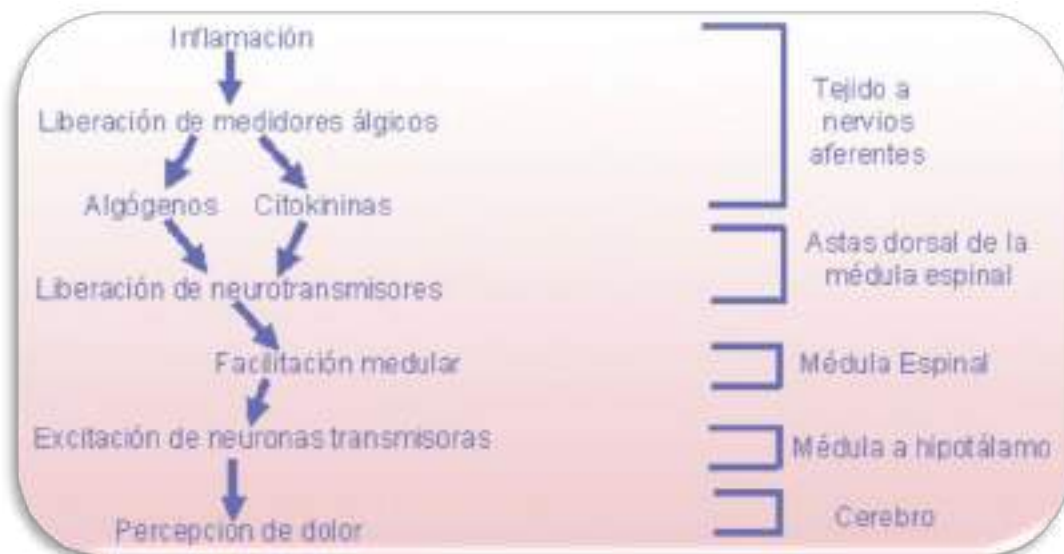 Inflamación
Liberación de medidores álgicos
Algógenos Citokininas
Liberación de neurotransmisores
Facilitación medular
Excitación de neuronas transmisoras
Percepción de dolor
Tejido a
nervios
aferentes
Astas dorsal de la
médula espinal
Médula Espinal
Médula a hipotálamo
Cerebro